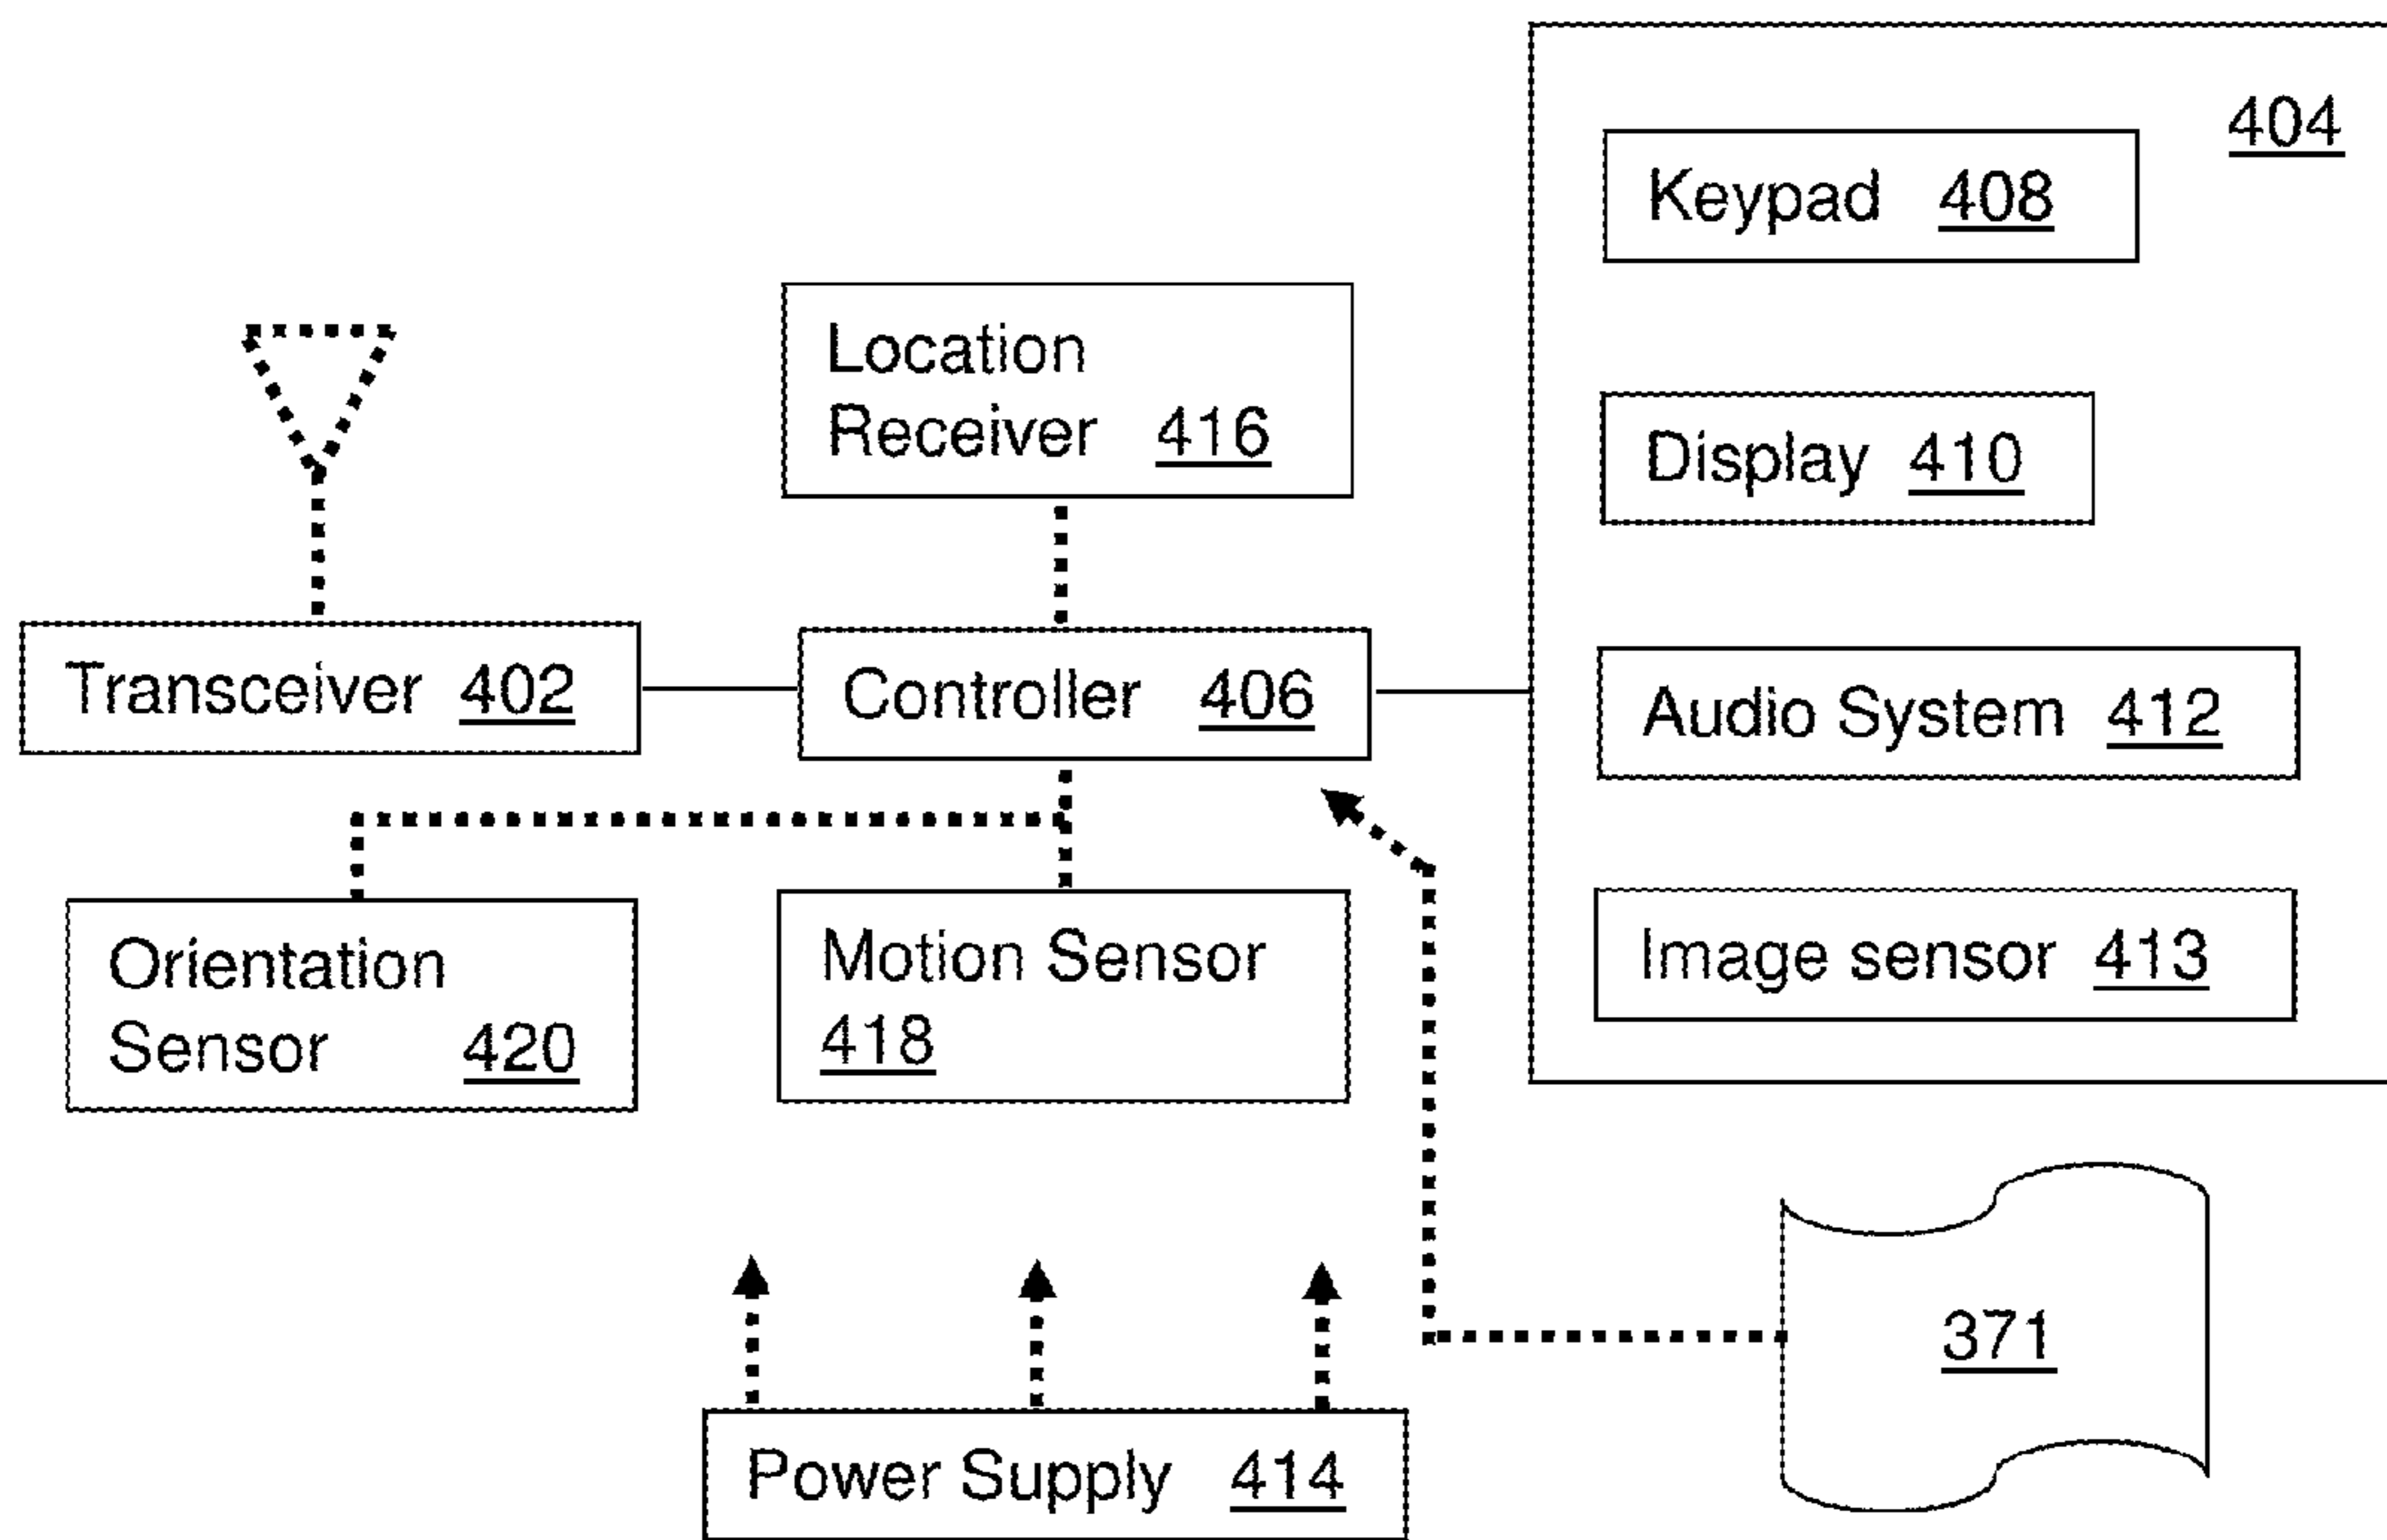 404
Keypad 408
Location
Receiver 416
Display 410
Transceiver 402
Controller 406
Audio System 412
Orientation
Sensor 420
Motion Sensor
418
Image sensor 413
371
Power Supply 414